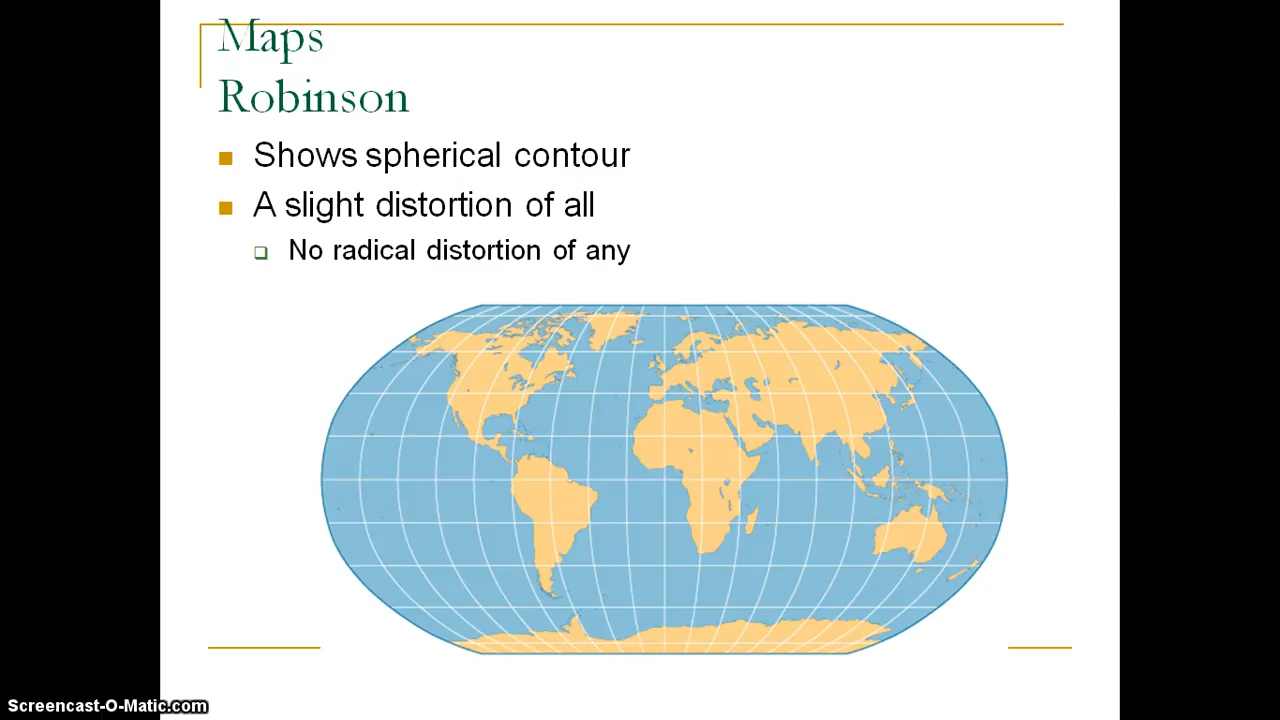 Maps
Robinson
Shows spherical contour
A slight distortion of all
No radical distortion of any
Screencast-O-Matic.com